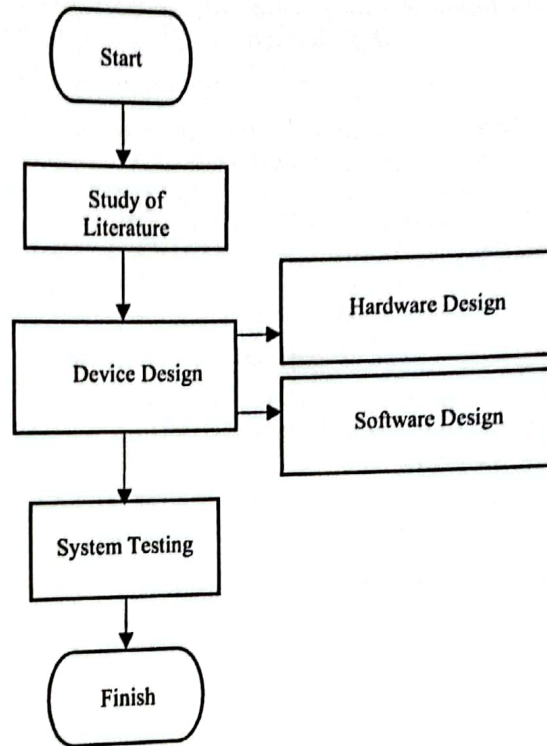 Start
Study of
Literature
Hardware Design
Device Design
Software Design
System Testing
Finish